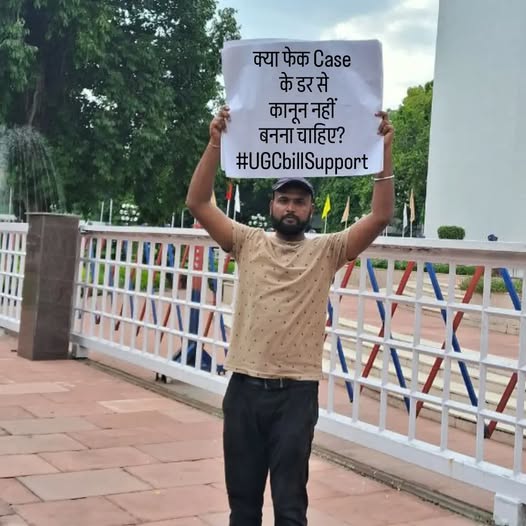 क्या फेक Case
के डर से
कानून नहीं
बनना चाहिए?
#UGCbillSupport